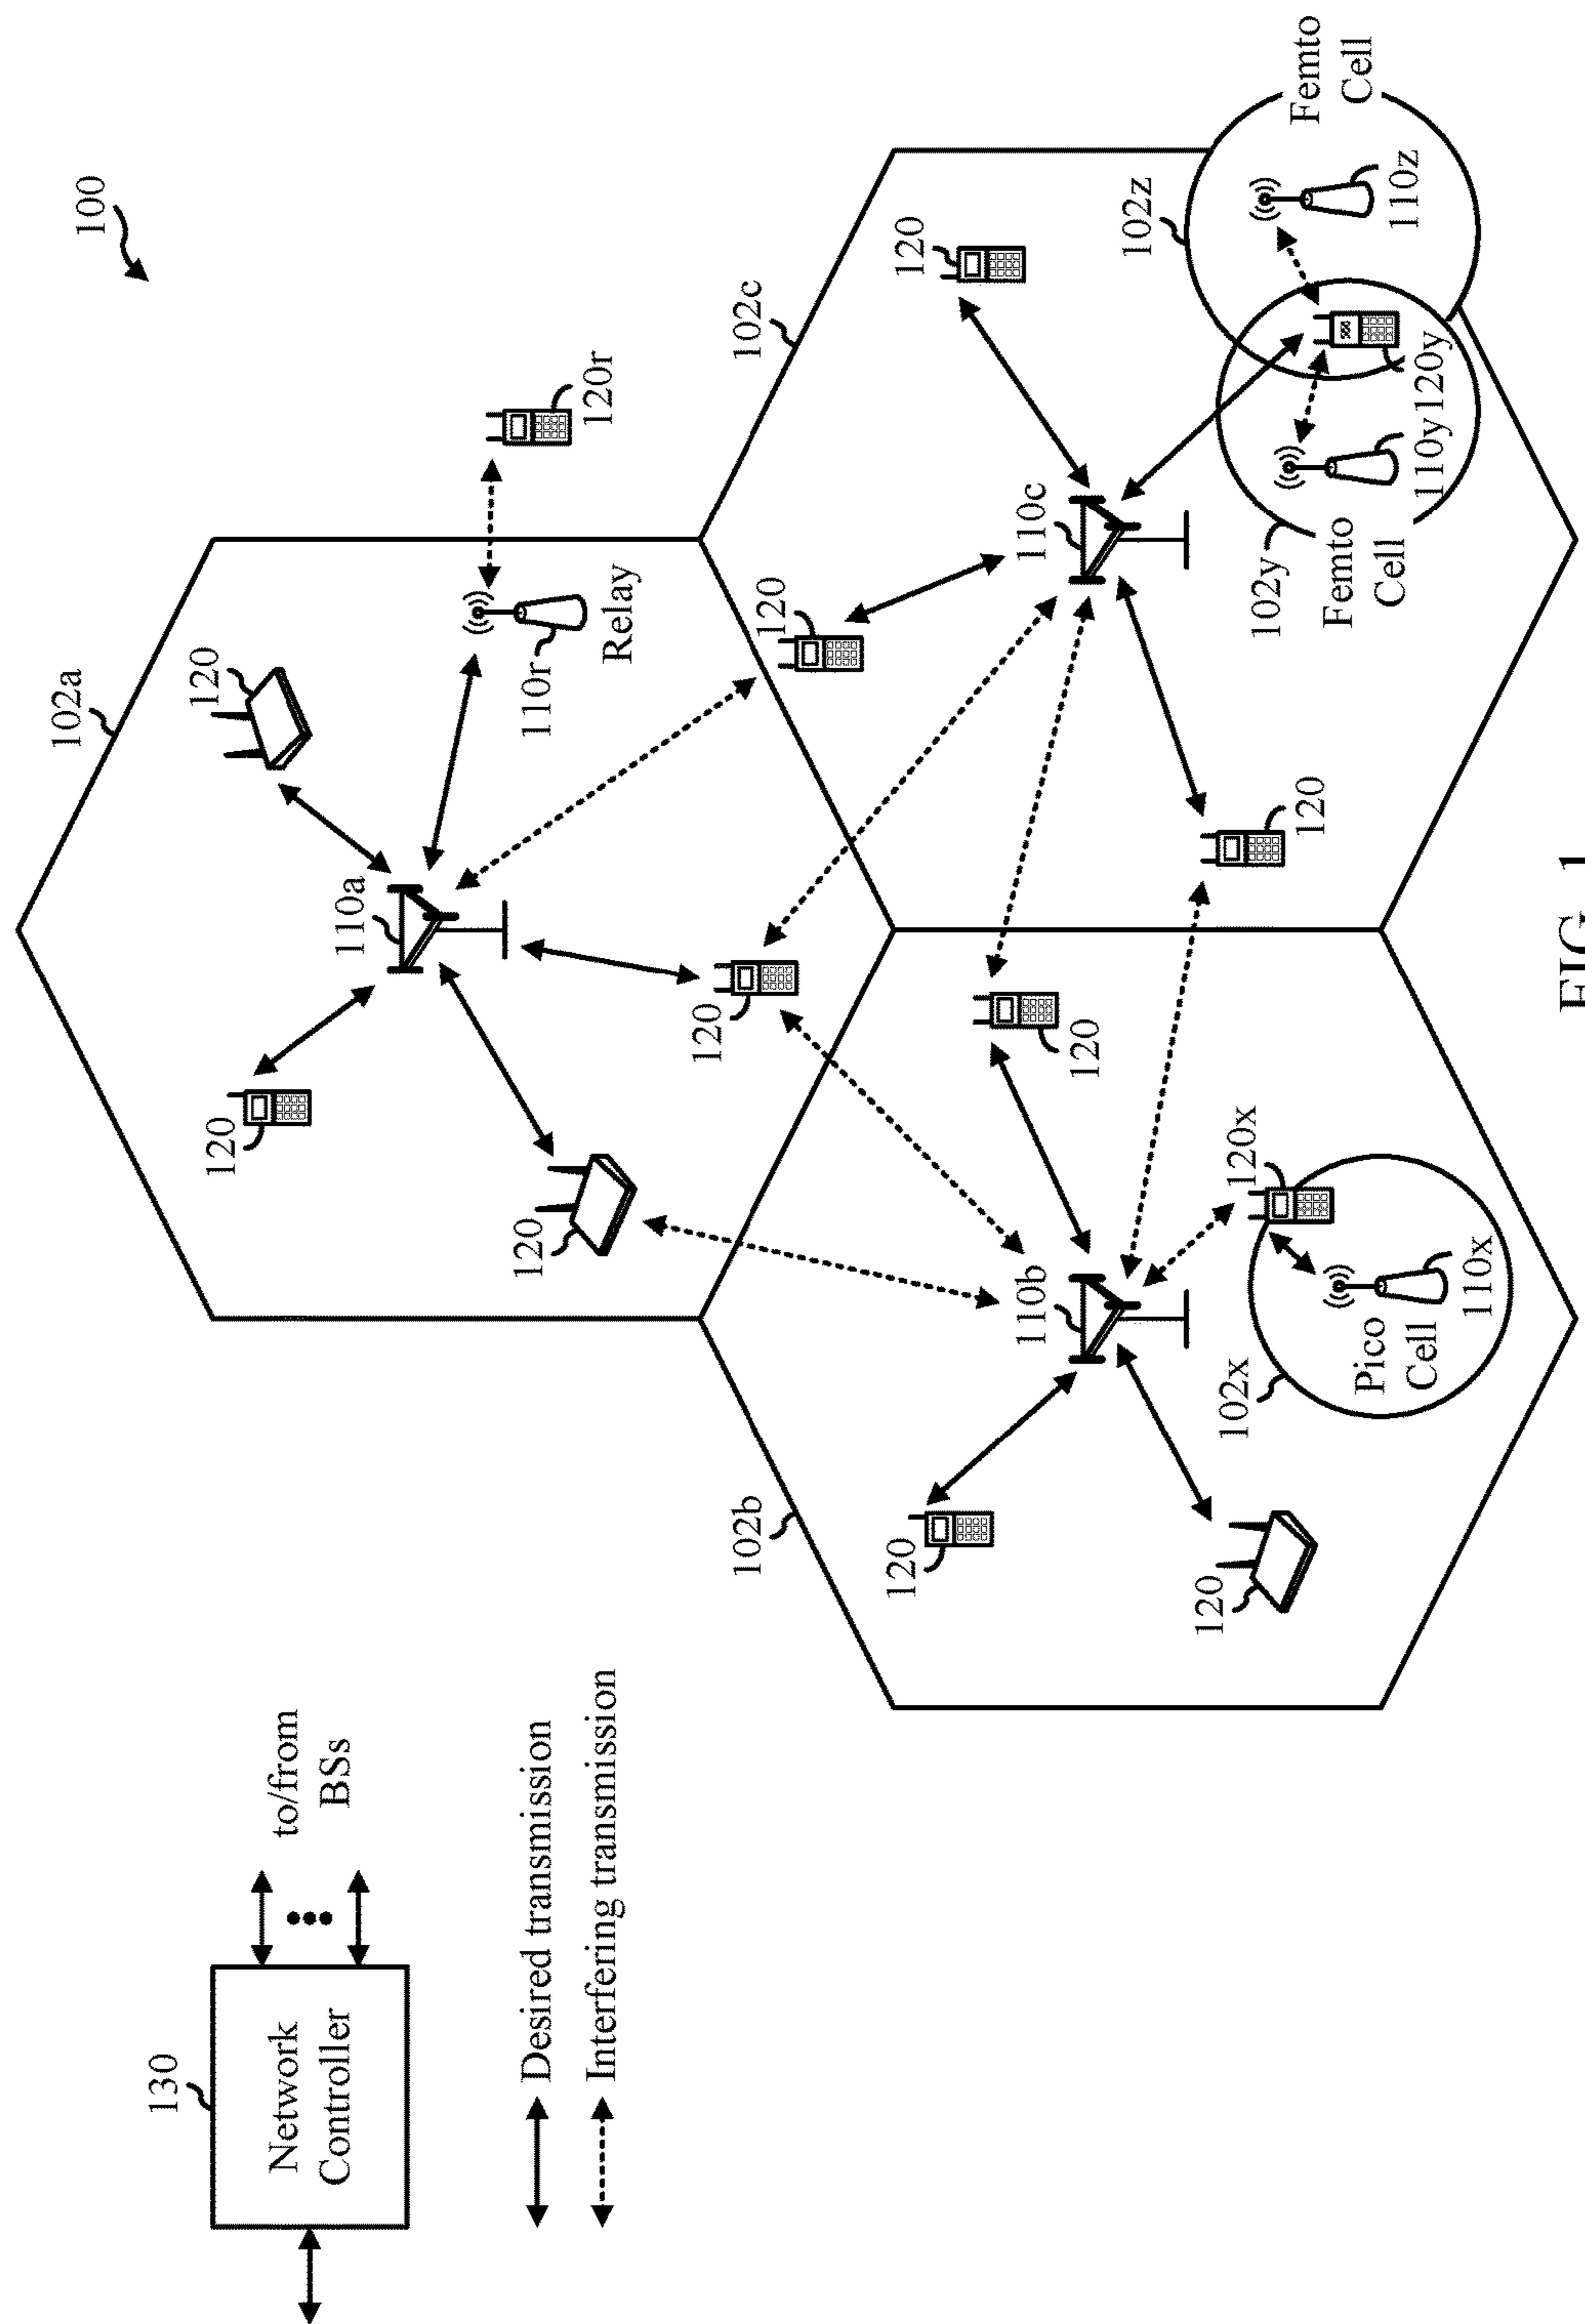 100
130
Network
Controller
to/from
BSs
Desired transmission
Interfering transmission
102a
120
120
110a
120
120
110r
Relay
120r
102b
120
110b
120
120
102x
Pico
Cell
110x
120x
102c
120
120
110c
120
102y
Femto
Cell
110y
120y
102z
110z
Femto
Cell
FIG. 1